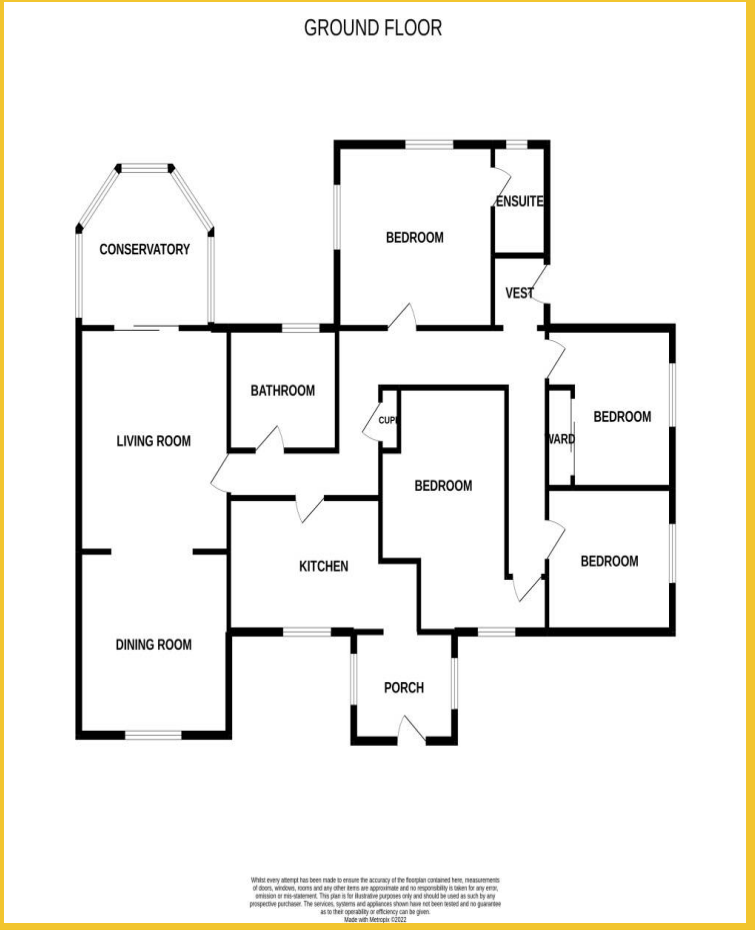 GROUND FLOOR
ENSUITE
BEDROOM
CONSERVATORY
VEST
BATHROOM
BEDROOM
CUP
LIVING ROOM
WARD
BEDROOM
KITCHEN
BEDROOM
DINING ROOM
PORCH
Whilst every attempt has been made to ensure the accuracy of the floorplan contained here, measurements
of doors, windows, rooms and any other items are approximate and no responsibility is taken for any error,
omission or mis-statement. This plan is for illustrative purposes only and should be used as such by any
prospective purchaser. The services, systems and appliances shown have not been tested and no guarantee
as to their operability or efficiency can be given.
Made with Metropix ©2022